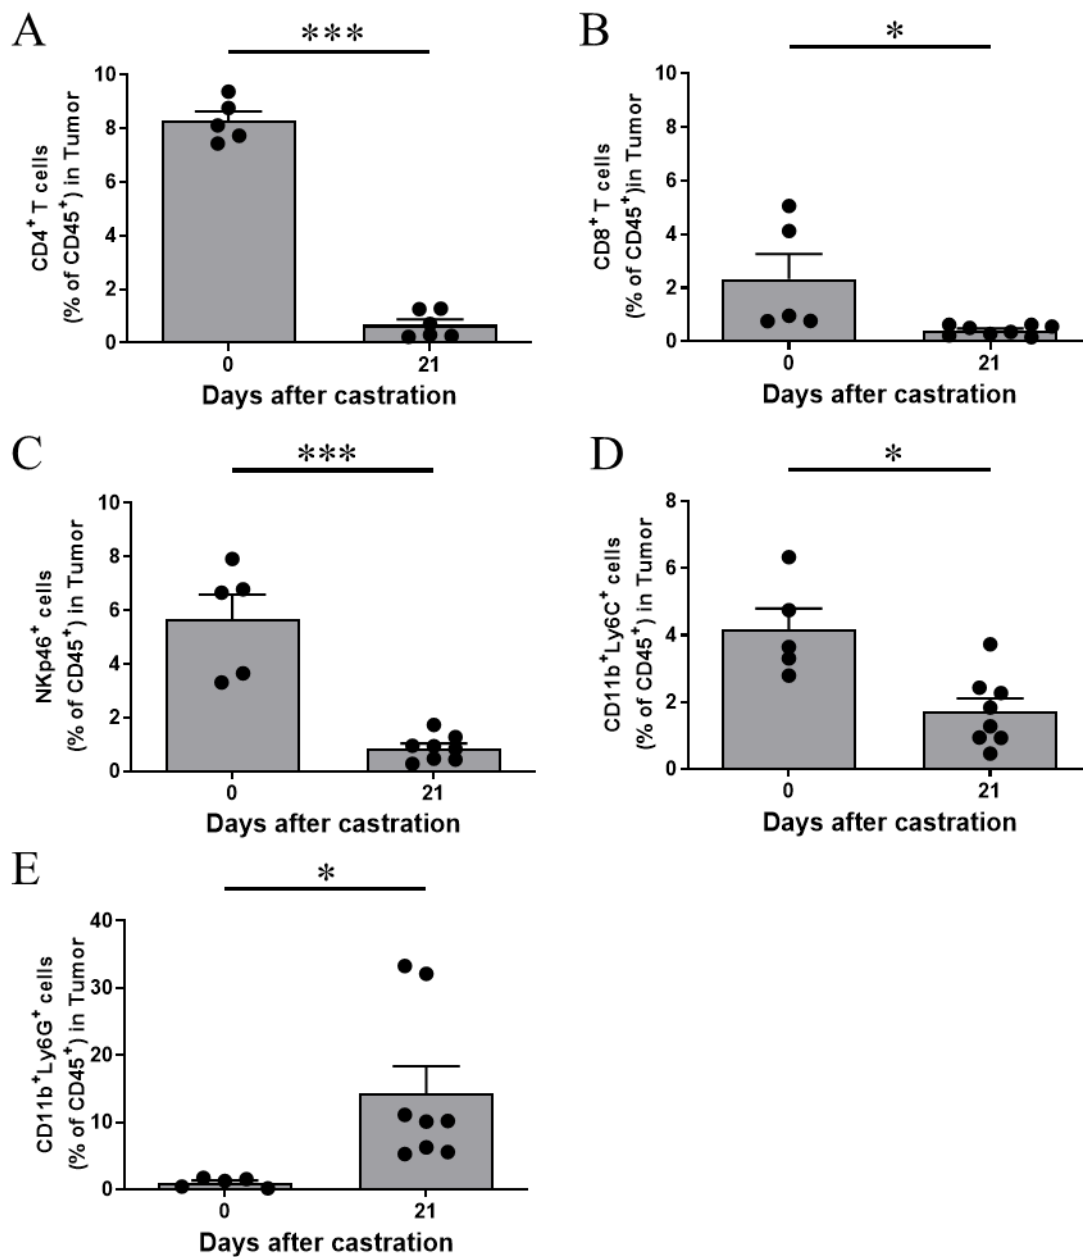 A
***
CD4⁺ T cells
(% of CD45⁺) in Tumor
10
8
6
4
2
0
0 21
Days after castration
B
*
CD8⁺ T cells
(% of CD45⁺)in Tumor
10
8
6
4
2
0
0 21
Days after castration
C
***
NKp46⁺ cells
(% of CD45⁺) in Tumor
10
8
6
4
2
0
0 21
Days after castration
D
*
CD11b⁺Ly6C⁺ cells
(% of CD45⁺) in Tumor
8
6
4
2
0
0 21
Days after castration
E
*
CD11b⁺Ly6G⁺ cells
(% of CD45⁺) in Tumor
40
30
20
10
0
0 21
Days after castration